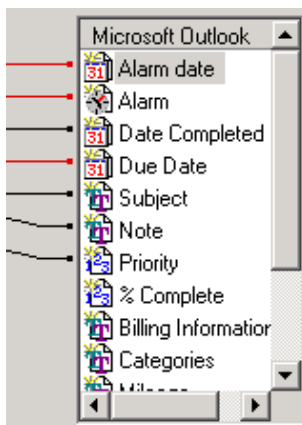 Microsoft Outlook
Alarm date
Alarm
Date Completed
Due Date
Subject
Note
Priority
% Complete
Billing Information
Categories